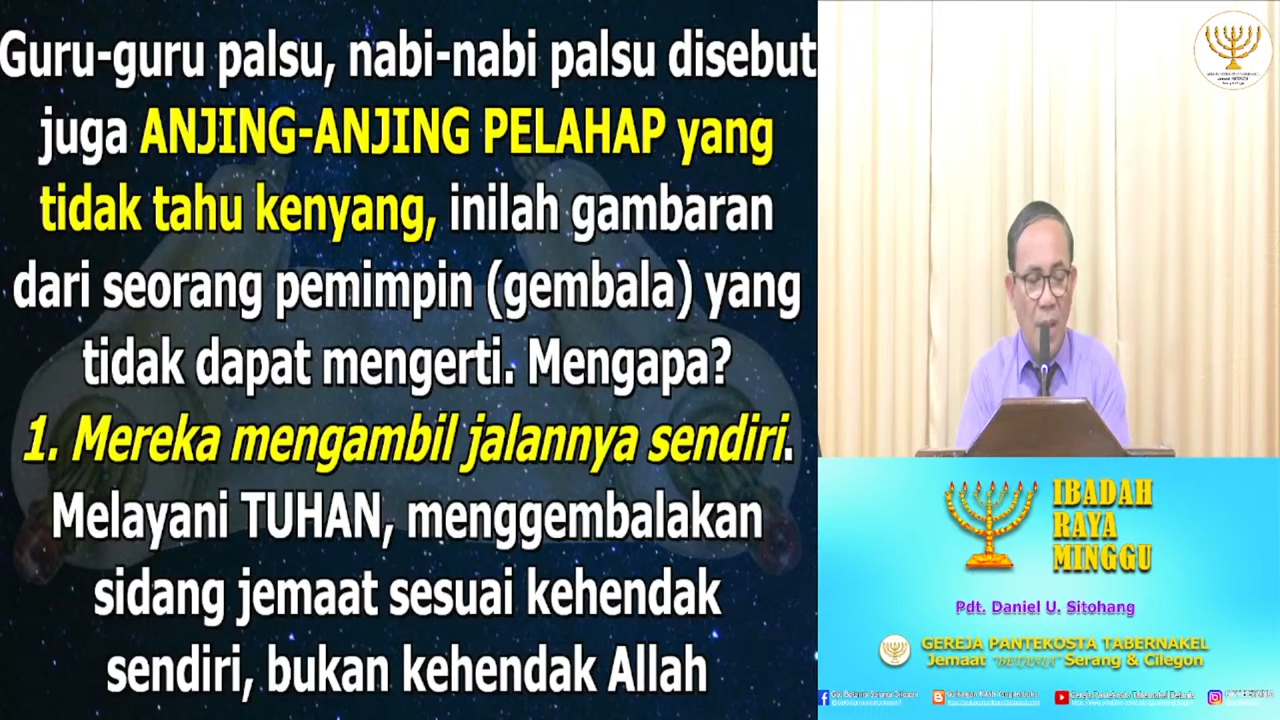 Guru-guru palsu, nabi-nabi palsu disebut
juga ANJING-ANJING PELAHAP yang
tidak tahu kenyang, inilah gambaran
dari seorang pemimpin (gembala) yang
tidak dapat mengerti. Mengapa?
1. Mereka mengambil jalannya sendiri.
Melayani TUHAN, menggembalakan
sidang jemaat sesuai kehendak
sendiri, bukan kehendak Allah
IBADAH
RAYA
MINGGU
Pdt. Daniel U. Sitohang
GEREJA PANTEKOSTA TABERNAKEL
Jemaat "BETANIA" Serang & Cilegon